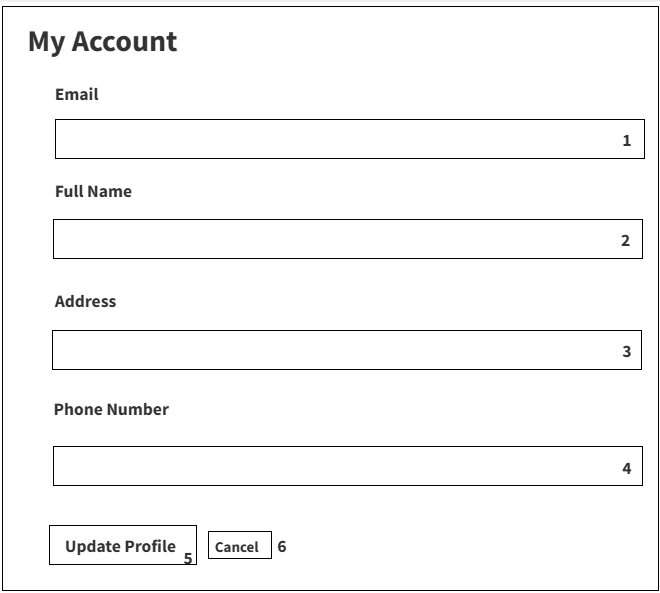 My Account
Email
1
Full Name
2
Address
3
Phone Number
4
Update Profile 5 Cancel 6